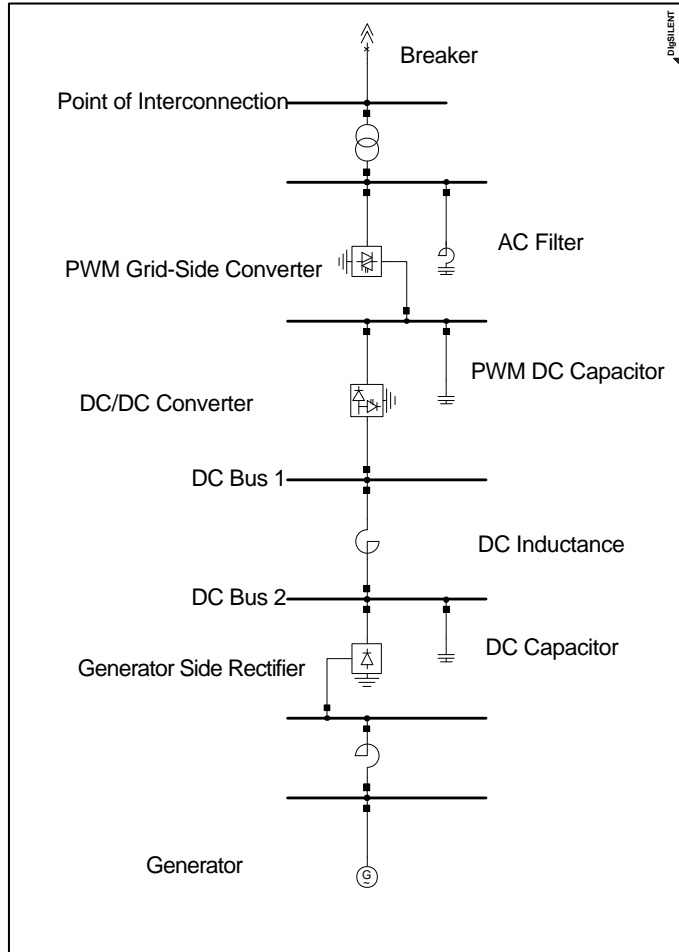 DIgSILENT
Breaker
Point of Interconnection
AC Filter
PWM Grid-Side Converter
PWM DC Capacitor
DC/DC Converter
DC Bus 1
DC Inductance
DC Bus 2
DC Capacitor
Generator Side Rectifier
Generator
G
~